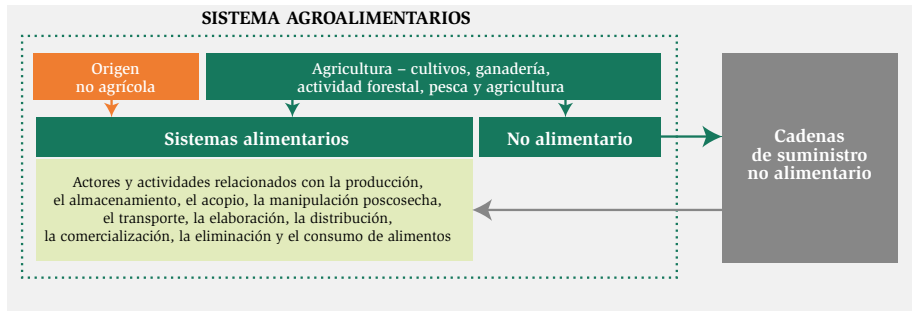 SISTEMA AGROALIMENTARIOS
Origen
no agrícola
Agricultura – cultivos, ganadería,
actividad forestal, pesca y agricultura
Sistemas alimentarios
No alimentario
Cadenas
de suministro
no alimentario
Actores y actividades relacionados con la producción,
el almacenamiento, el acopio, la manipulación poscosecha,
el transporte, la elaboración, la distribución,
la comercialización, la eliminación y el consumo de alimentos